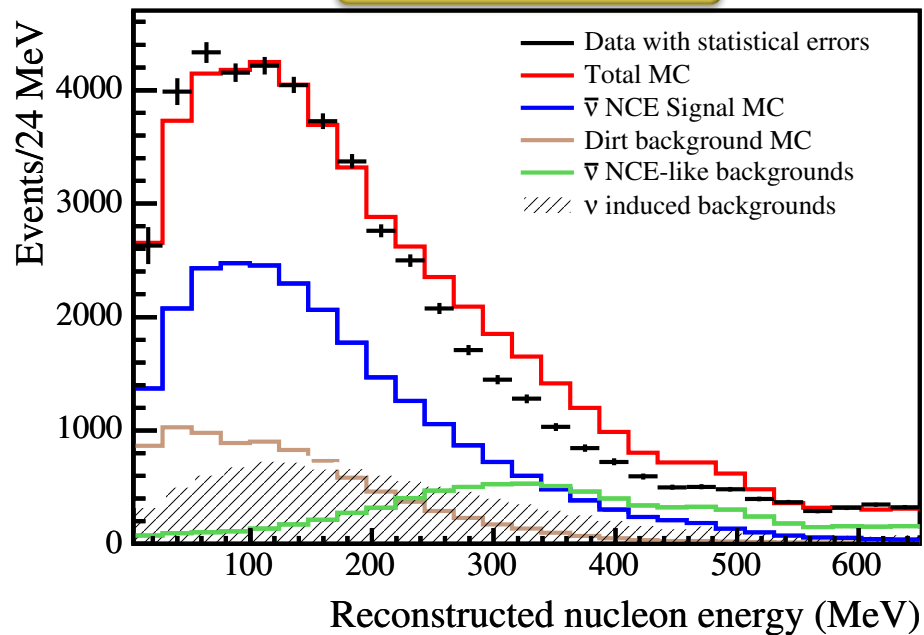 Events/24 MeV
4000
3000
2000
1000
0
Data with statistical errors
Total MC
ν̄ NCE Signal MC
Dirt background MC
ν̄ NCE-like backgrounds
ν induced backgrounds
100 200 300 400 500 600
Reconstructed nucleon energy (MeV)